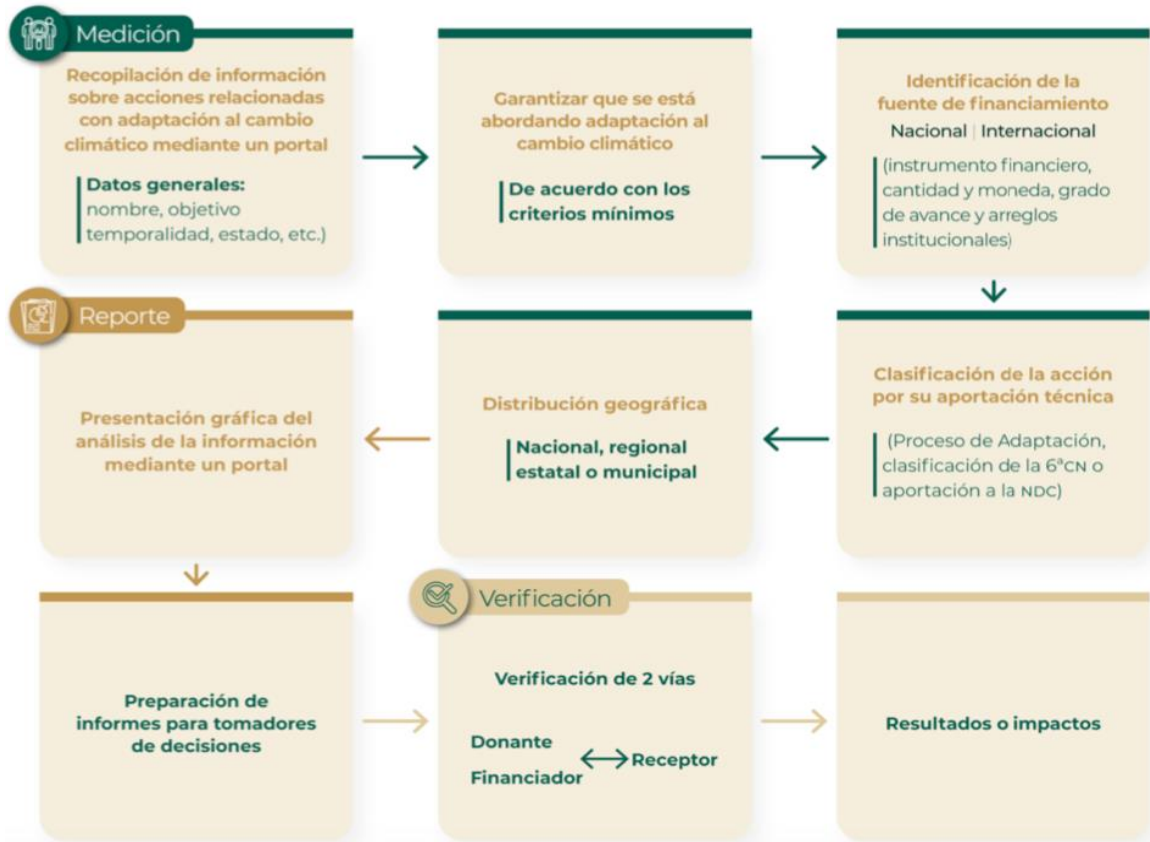 Medición
Recopilación de información
sobre acciones relacionadas
con adaptación al cambio
climático mediante un portal
Datos generales:
nombre, objetivo
temporalidad, estado, etc.)
Garantizar que se está
abordando adaptación al
cambio climático
De acuerdo con los
criterios mínimos
Identificación de la
fuente de financiamiento
Nacional | Internacional
(instrumento financiero,
cantidad y moneda, grado
de avance y arreglos
institucionales)
Clasificación de la acción
por su aportación técnica
(Proceso de Adaptación,
clasificación de la 6ªCN o
aportación a la NDC)
Distribución geográfica
Nacional, regional
estatal o municipal
Reporte
Presentación gráfica del
análisis de la información
mediante un portal
Preparación de
informes para tomadores
de decisiones
Verificación
Verificación de 2 vías
Donante
Financiador
Receptor
Resultados o impactos